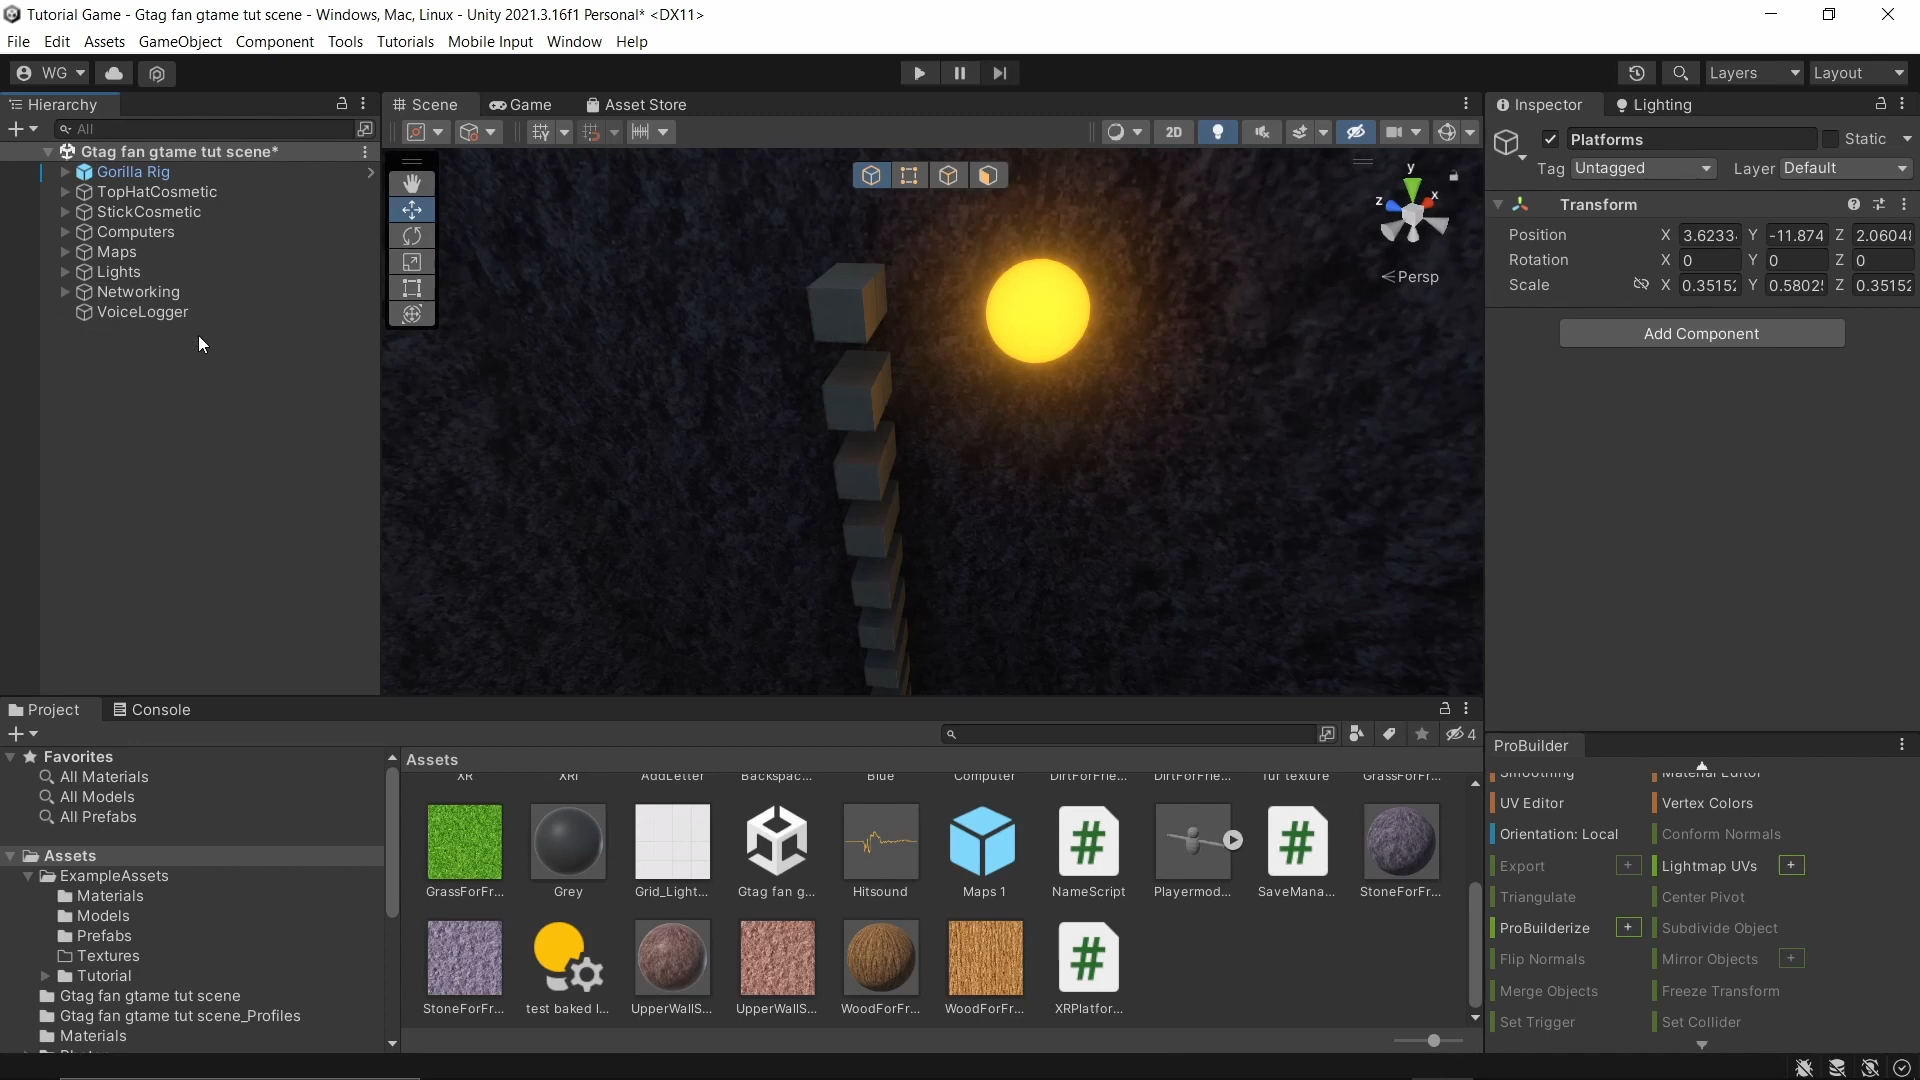 Tutorial Game - Gtag fan gtame tut scene - Windows, Mac, Linux - Unity 2021.3.16f1 Personal* <DX11>
File Edit Assets GameObject Component Tools Tutorials Mobile Input Window Help
WG Layers Layout
Hierarchy Scene Game Asset Store Inspector Lighting
All 2D Platforms Static
Gtag fan gtame tut scene* Tag Untagged Layer Default
Gorilla Rig
TopHatCosmetic Transform
StickCosmetic
Computers Position X 3.6233 Y -11.874 Z 2.0604
Maps Rotation X 0 Y 0 Z 0
Lights Scale X 0.3515 Y 0.5802 Z 0.3515
Networking
VoiceLogger
y
x
z
Persp
Add Component
Project Console
4
Favorites Assets ProBuilder
All Materials XR XRI AddLetter Backspac... Blue Computer DirtForFrie... DirtForFrie... fur texture GrassForFr... Smoothing Material Editor
All Models UV Editor Vertex Colors
All Prefabs Orientation: Local Conform Normals
Assets Export + Lightmap UVs +
ExampleAssets GrassForFr... Grey Grid_Light... Gtag fan g... Hitsound Maps 1 NameScript Playermod... SaveMana... StoneForFr... Triangulate Center Pivot
Materials
Models ProBuilderize + Subdivide Object
Prefabs
Textures Flip Normals Mirror Objects +
Tutorial
Gtag fan gtame tut scene Merge Objects Freeze Transform
Gtag fan gtame tut scene_Profiles StoneForFr... test baked l... UpperWallS... UpperWallS... WoodForFr... WoodForFr... XRPlatfor... Set Trigger Set Collider
Materials